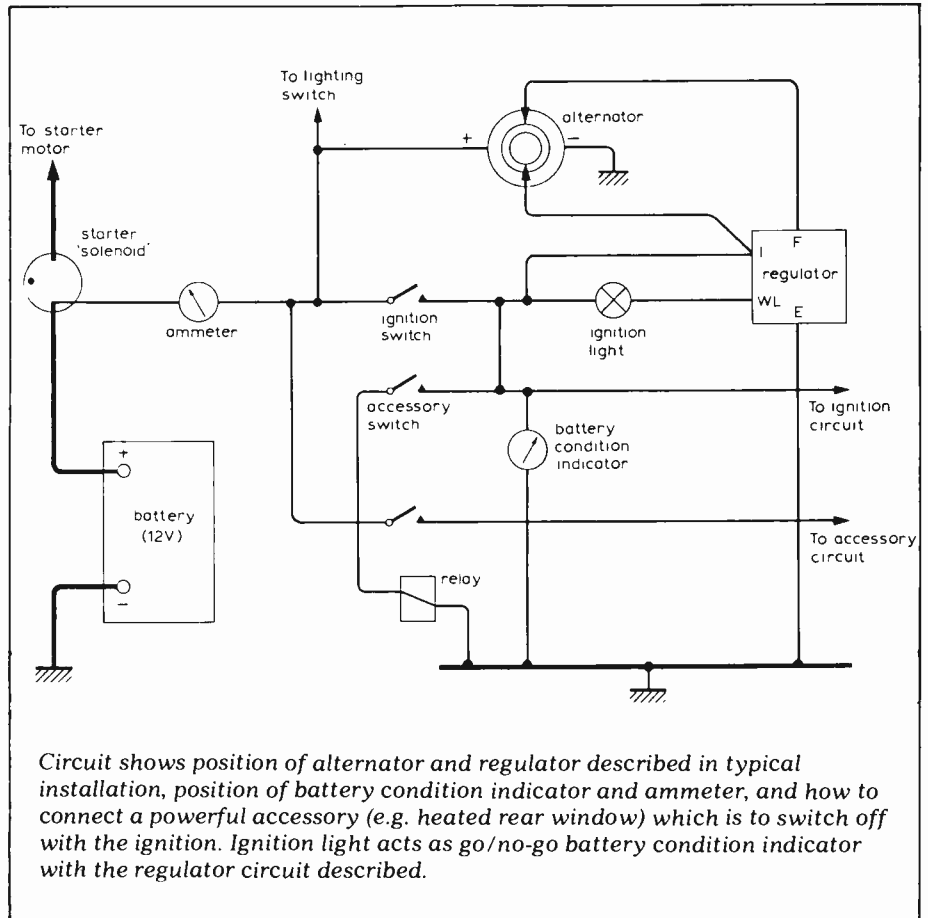 To lighting
switch
To starter
motor
alternator
+
−
starter
'solenoid'
F
I
regulator
WL
E
ammeter
ignition
switch
ignition
light
accessory
switch
To ignition
circuit
battery
condition
indicator
+
battery
(12V)
−
To accessory
circuit
relay
Circuit shows position of alternator and regulator described in typical
installation, position of battery condition indicator and ammeter, and how to
connect a powerful accessory (e.g. heated rear window) which is to switch off
with the ignition. Ignition light acts as go/no-go battery condition indicator
with the regulator circuit described.